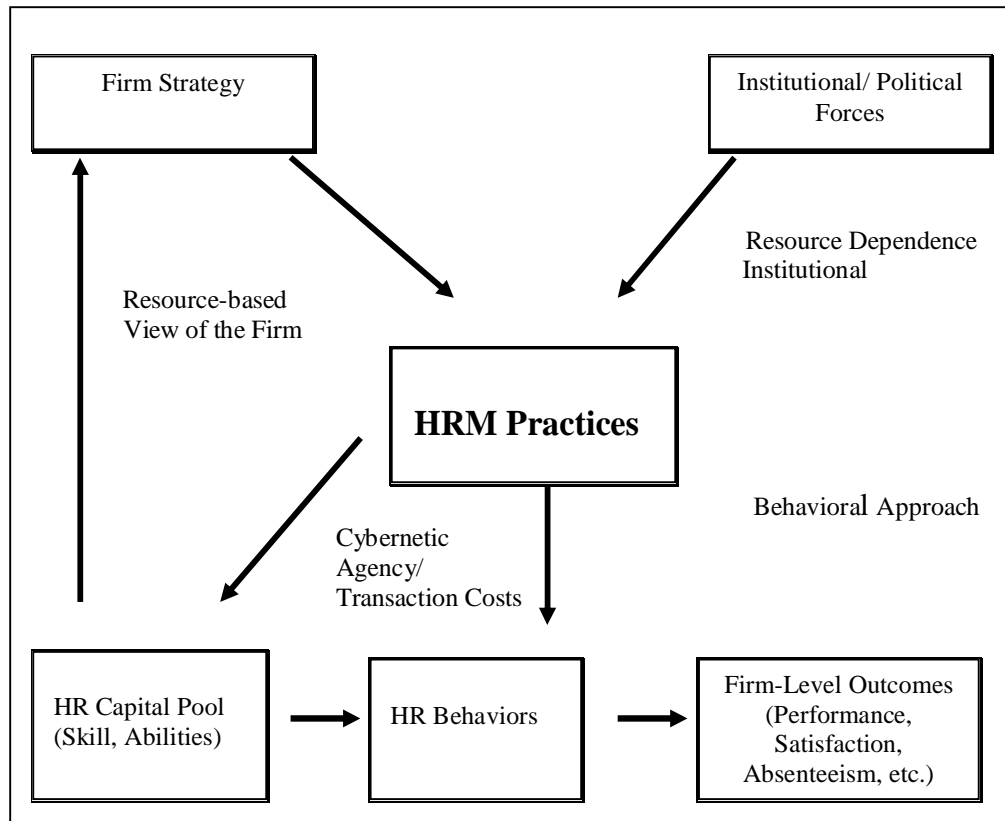 Firm Strategy
Institutional/ Political
Forces
Resource Dependence
Institutional
Resource-based
View of the Firm
HRM Practices
Behavioral Approach
Cybernetic
Agency/
Transaction Costs
HR Capital Pool
(Skill, Abilities)
HR Behaviors
Firm-Level Outcomes
(Performance,
Satisfaction,
Absenteeism, etc.)